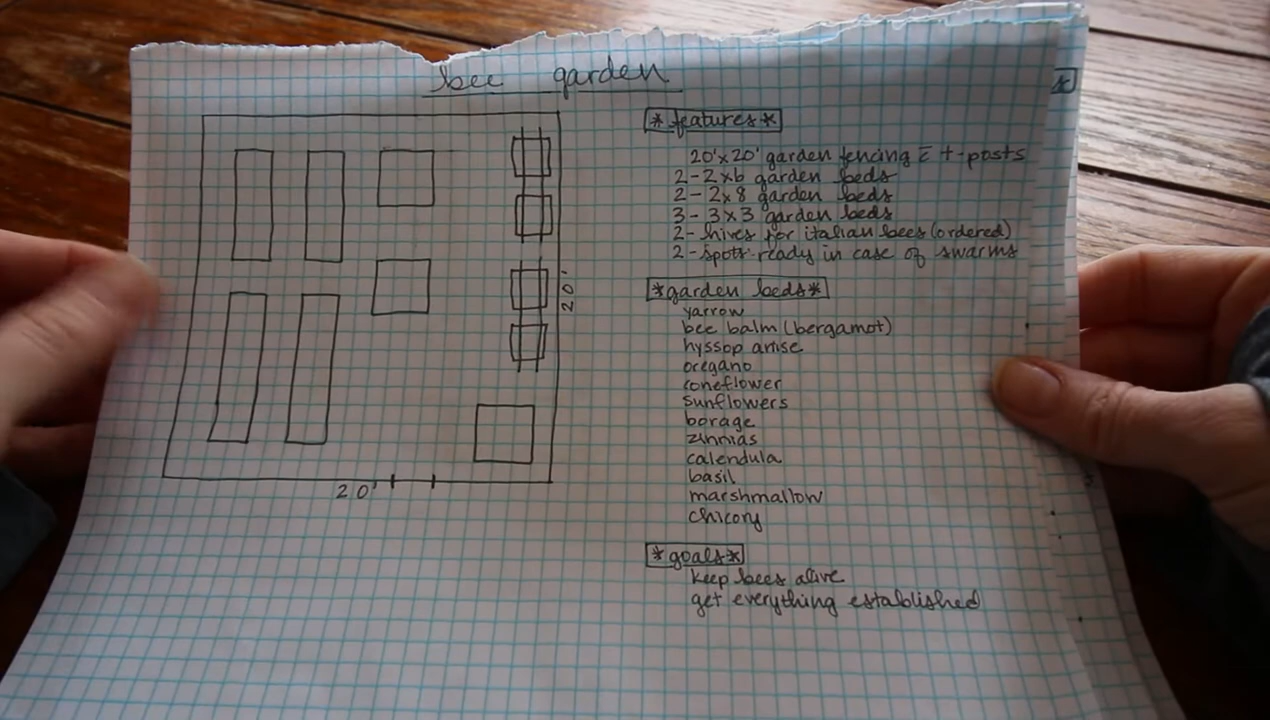 bee garden
*features*
20'x20' garden fencing c̄ t-posts
2-2x6 garden beds
2-2x8 garden beds
3-3x3 garden beds
2-hives for italian bees (ordered)
2-spots ready in case of swarms
*garden beds*
yarrow
bee balm (bergamot)
hyssop anise
oregano
coneflower
sunflowers
borage
zinnias
calendula
basil
marshmallow
chicory
*goals*
keep bees alive
get everything established
20'
20'